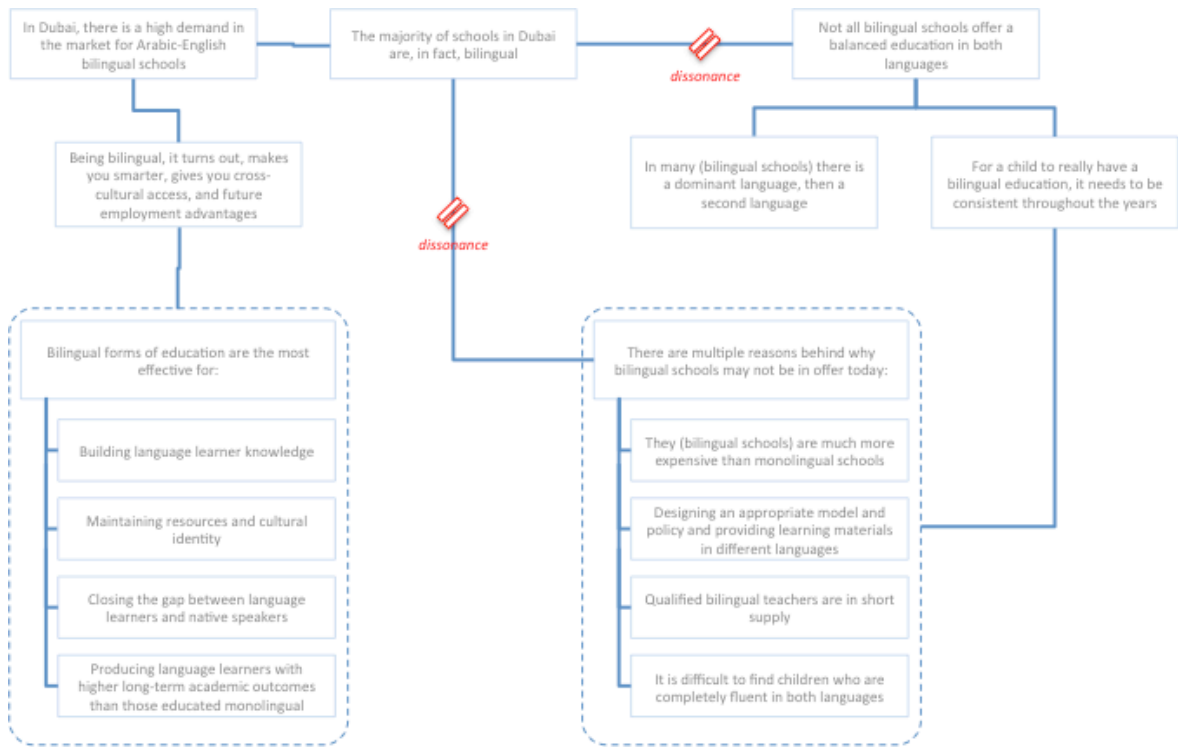 In Dubai, there is a high demand in
the market for Arabic-English
bilingual schools
The majority of schools in Dubai
are, in fact, bilingual
dissonance
Not all bilingual schools offer a
balanced education in both
languages
Being bilingual, it turns out, makes
you smarter, gives you cross-
cultural access, and future
employment advantages
In many (bilingual schools) there is
a dominant language, then a
second language
For a child to really have a
bilingual education, it needs to be
consistent throughout the years
dissonance
Bilingual forms of education are the most
effective for:
Building language learner knowledge
Maintaining resources and cultural
identity
Closing the gap between language
learners and native speakers
Producing language learners with
higher long-term academic outcomes
than those educated monolingual
There are multiple reasons behind why
bilingual schools may not be in offer today:
They (bilingual schools) are much more
expensive than monolingual schools
Designing an appropriate model and
policy and providing learning materials
in different languages
Qualified bilingual teachers are in short
supply
It is difficult to find children who are
completely fluent in both languages